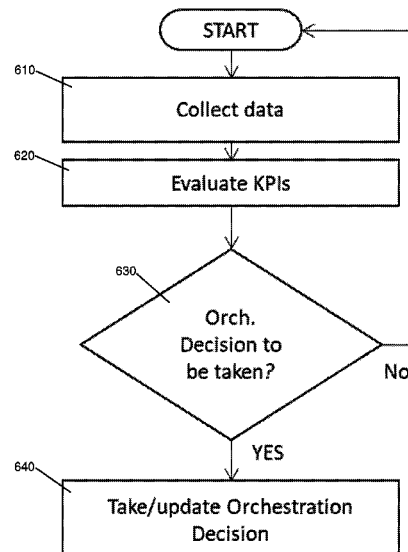 START
610
Collect data
620
Evaluate KPIs
630
Orch.
Decision to
be taken?
No
YES
640
Take/update Orchestration
Decision